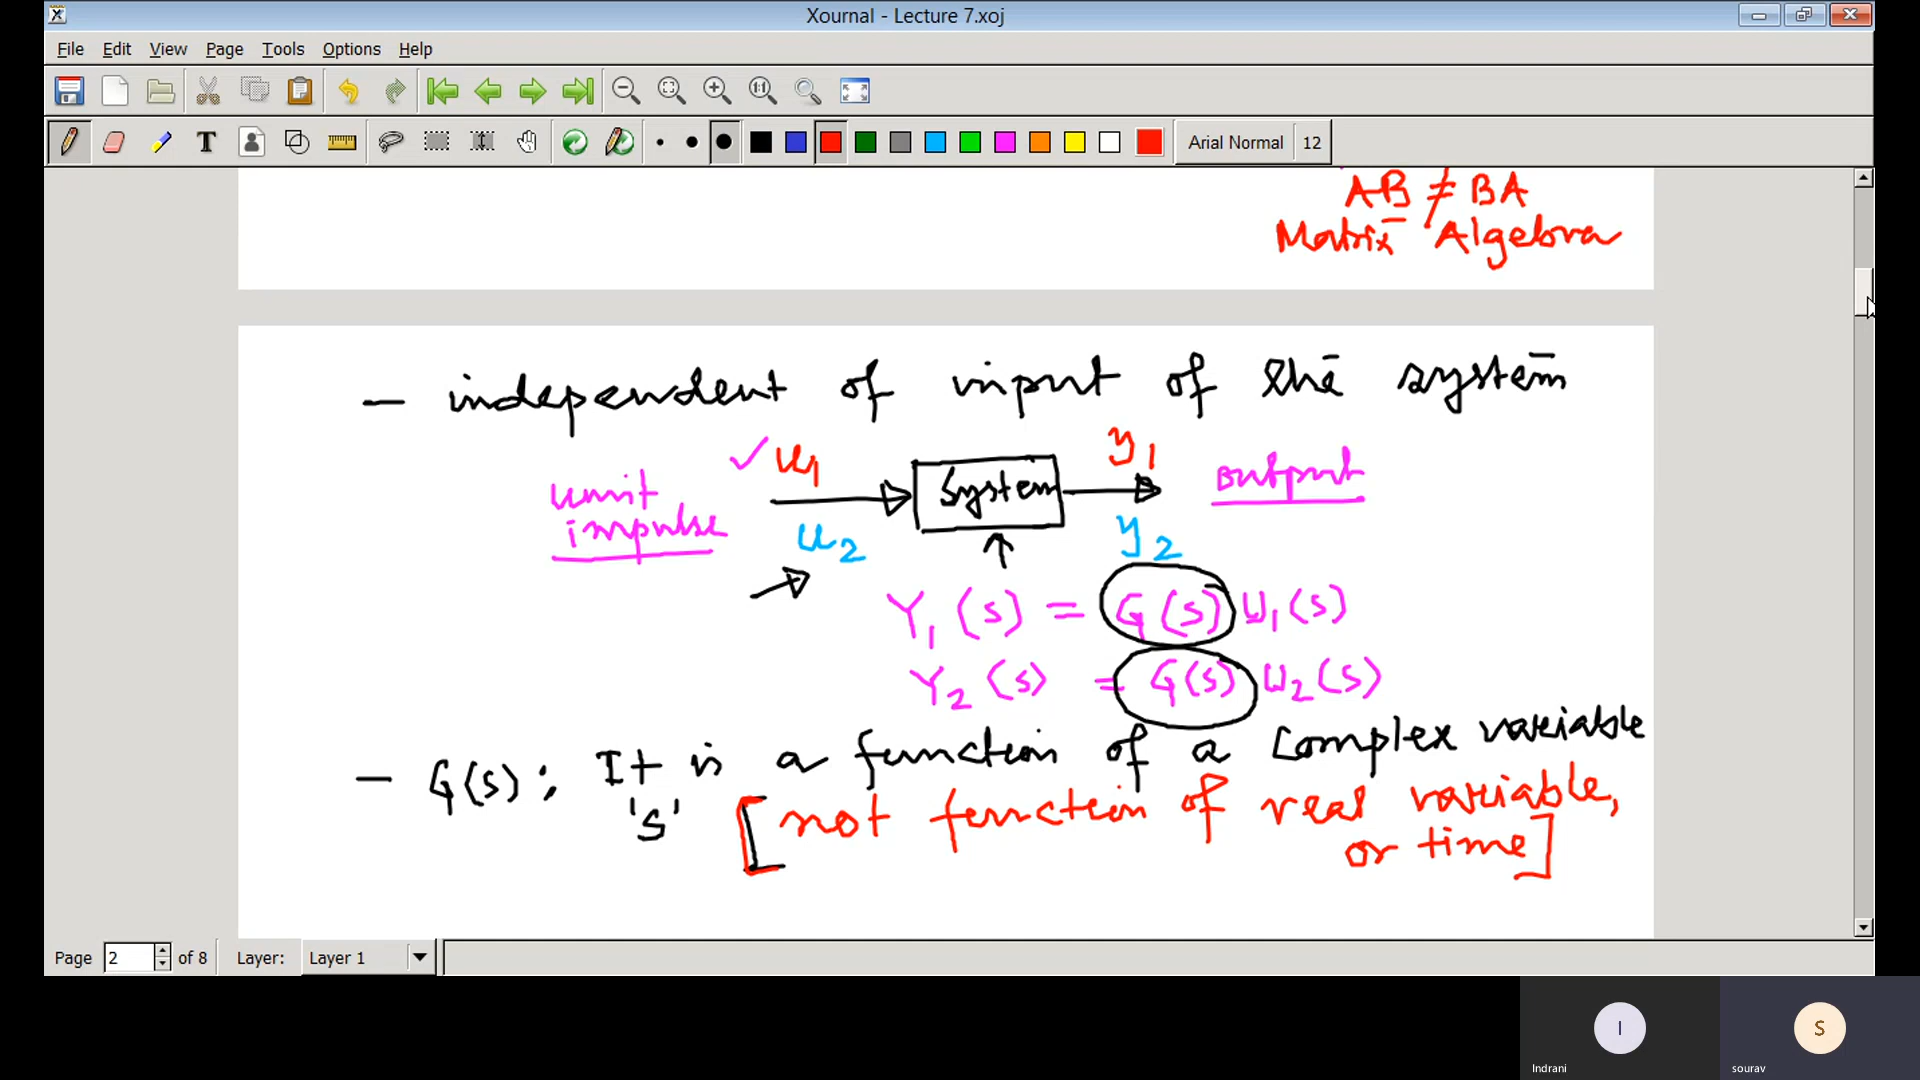 Xournal - Lecture 7.xoj
File Edit View Page Tools Options Help
Arial Normal 12
AB ≠ BA
Matrix Algebra
- independent of input of the system
✓ u1 y1
unit impulse System output
u2 y2
Y1(s) = G(s) U1(s)
Y2(s) = G(s) U2(s)
- G(s): It is a function of a complex variable
's' [not function of real variable,
or time]
Page 2 of 8 Layer: Layer 1
I S
Indrani sourav